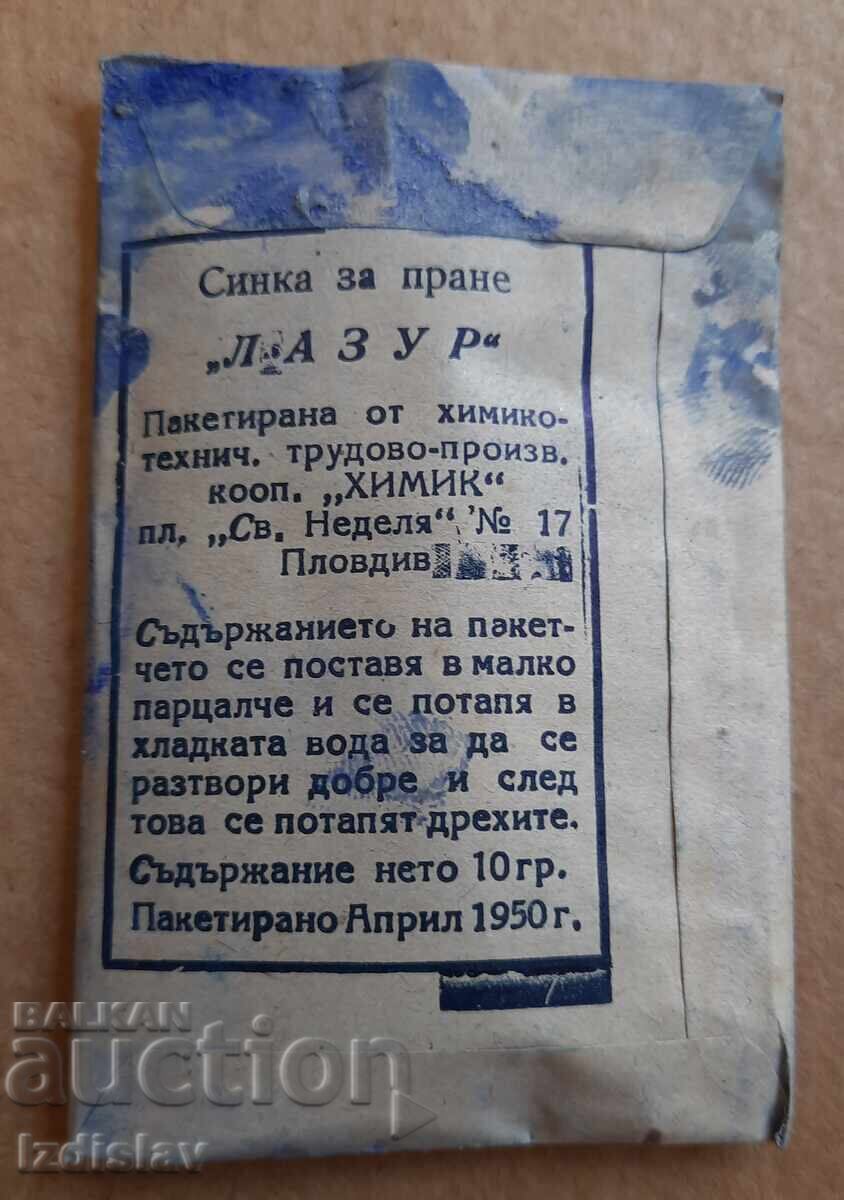 Синка за пране
„ЛАЗУР“
Пакетирана от химико-
технич. трудово-произв.
кооп. „ХИМИК“
пл. „Св. Неделя“ № 17
Пловдив
Съдържанието на пакет-
чето се поставя в малко
парцалче и се потапя в
хладката вода за да се
разтвори добре и след
това се потапят дрехите.
Съдържание нето 10 гр.
Пакетирано Април 1950 г.
BALKAN
auction
Izdislav